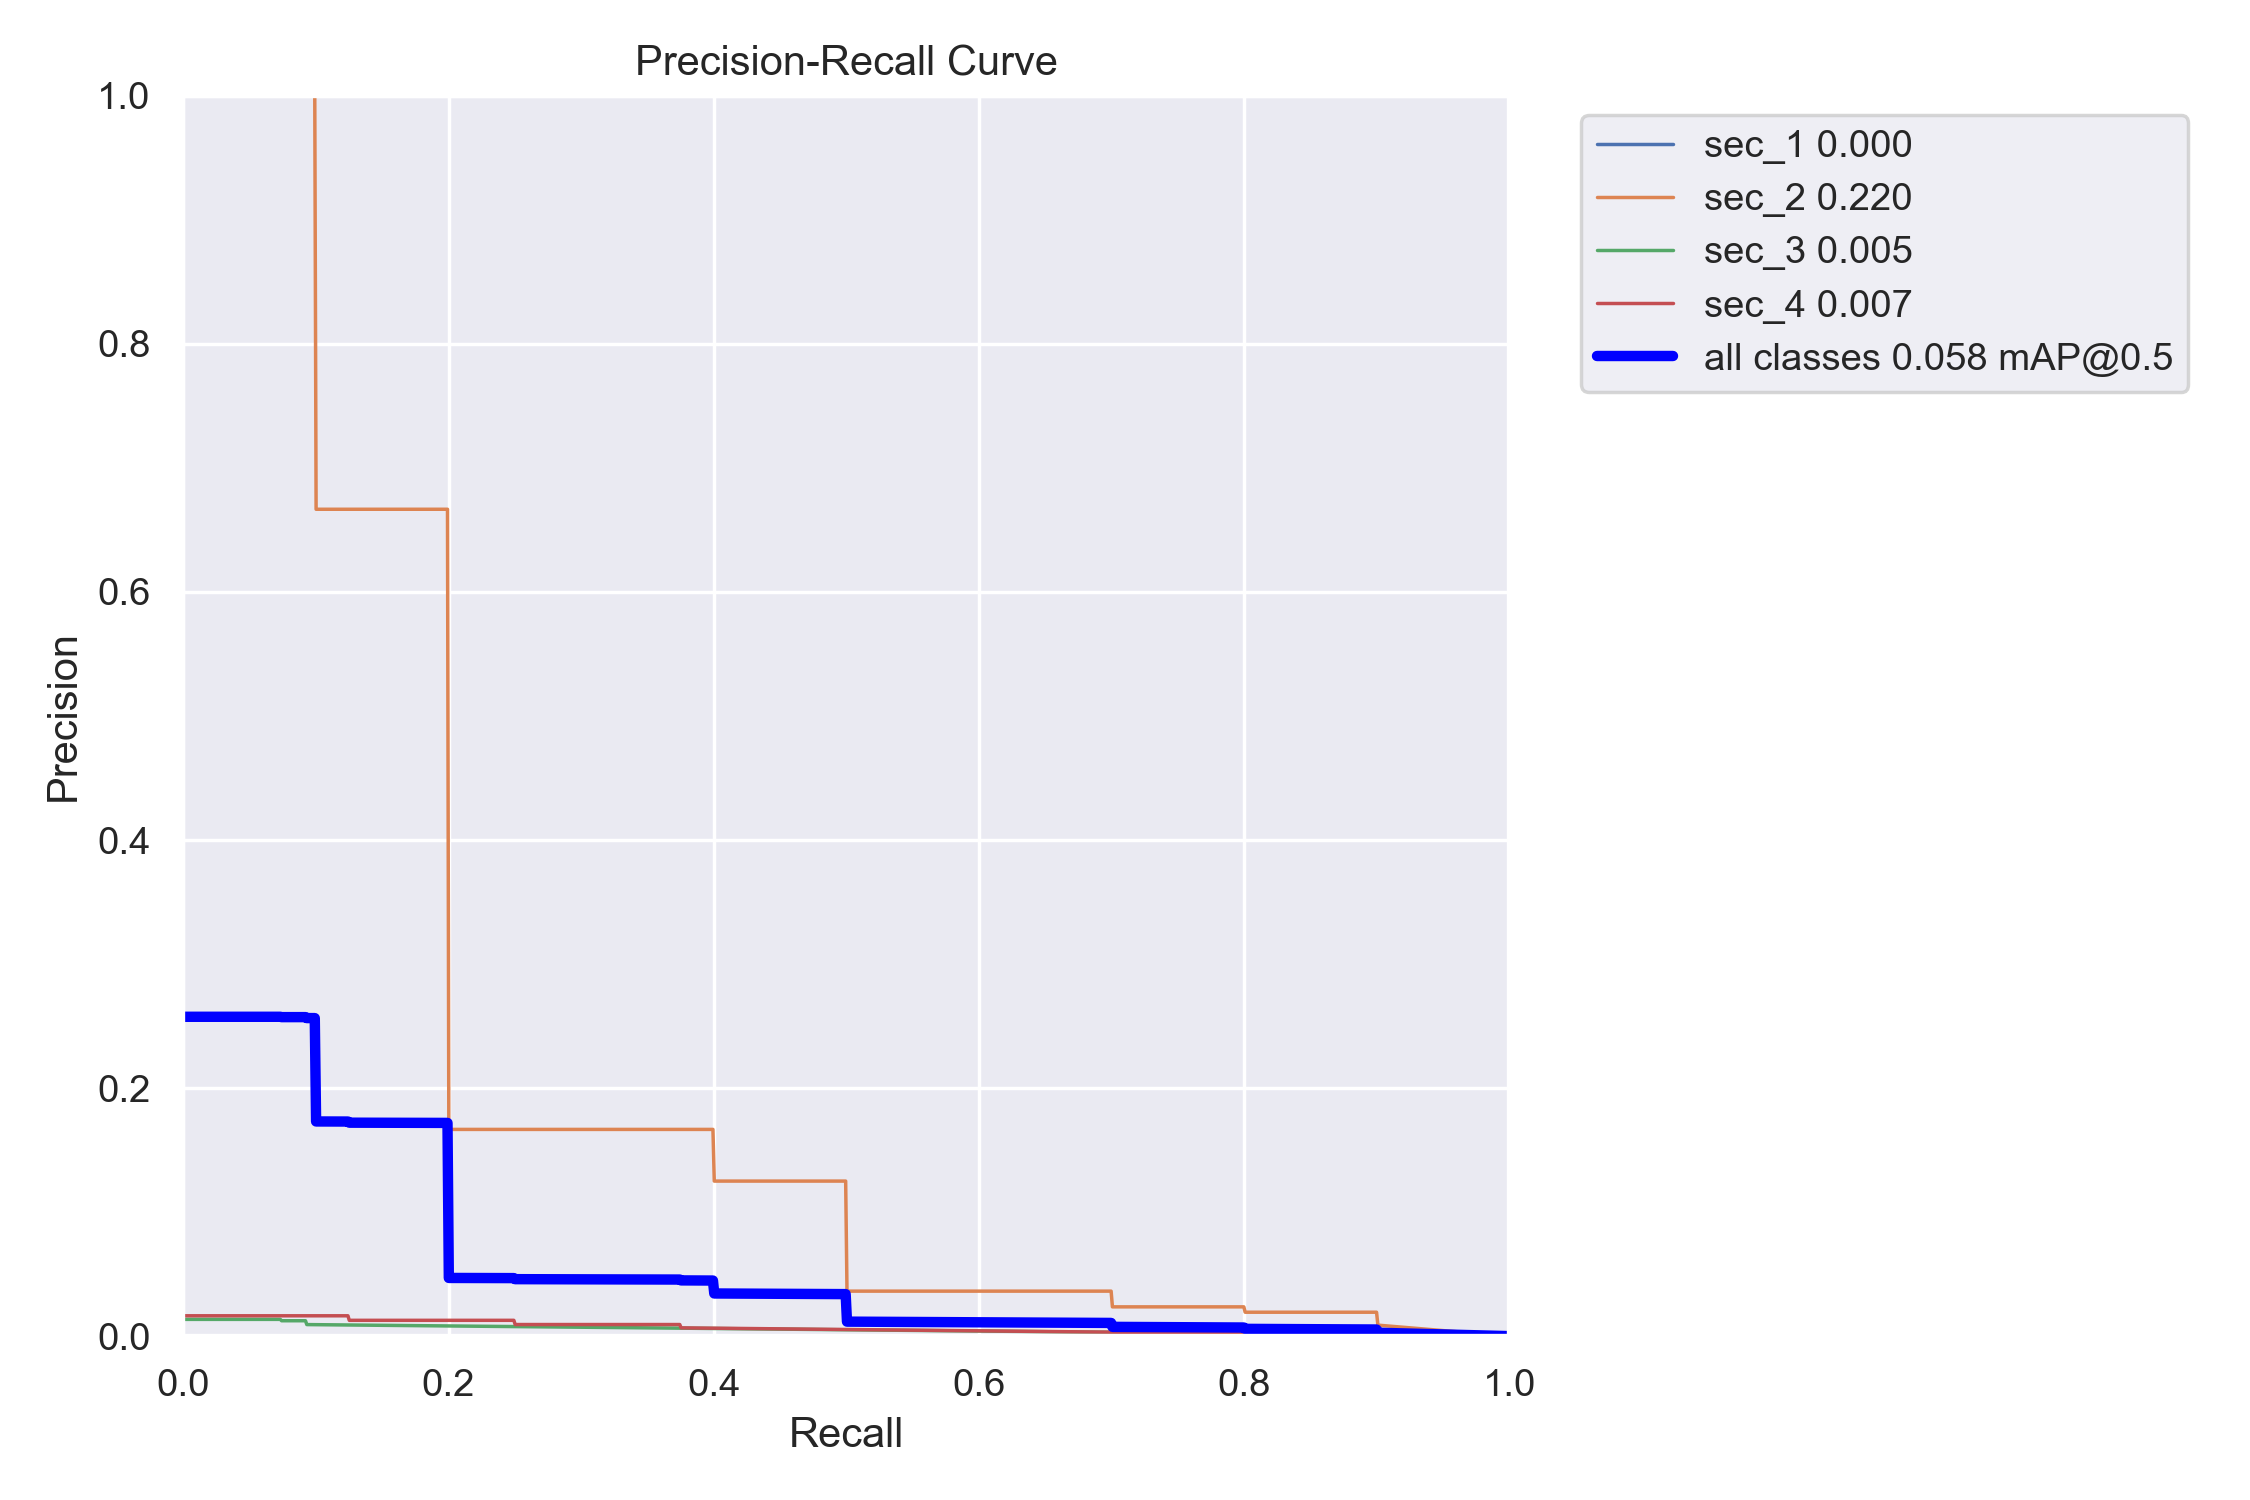 Precision-Recall Curve
1.0
0.8
0.6
0.4
0.2
0.0
Precision
0.0 0.2 0.4 0.6 0.8 1.0
Recall
sec_1 0.000
sec_2 0.220
sec_3 0.005
sec_4 0.007
all classes 0.058 mAP@0.5